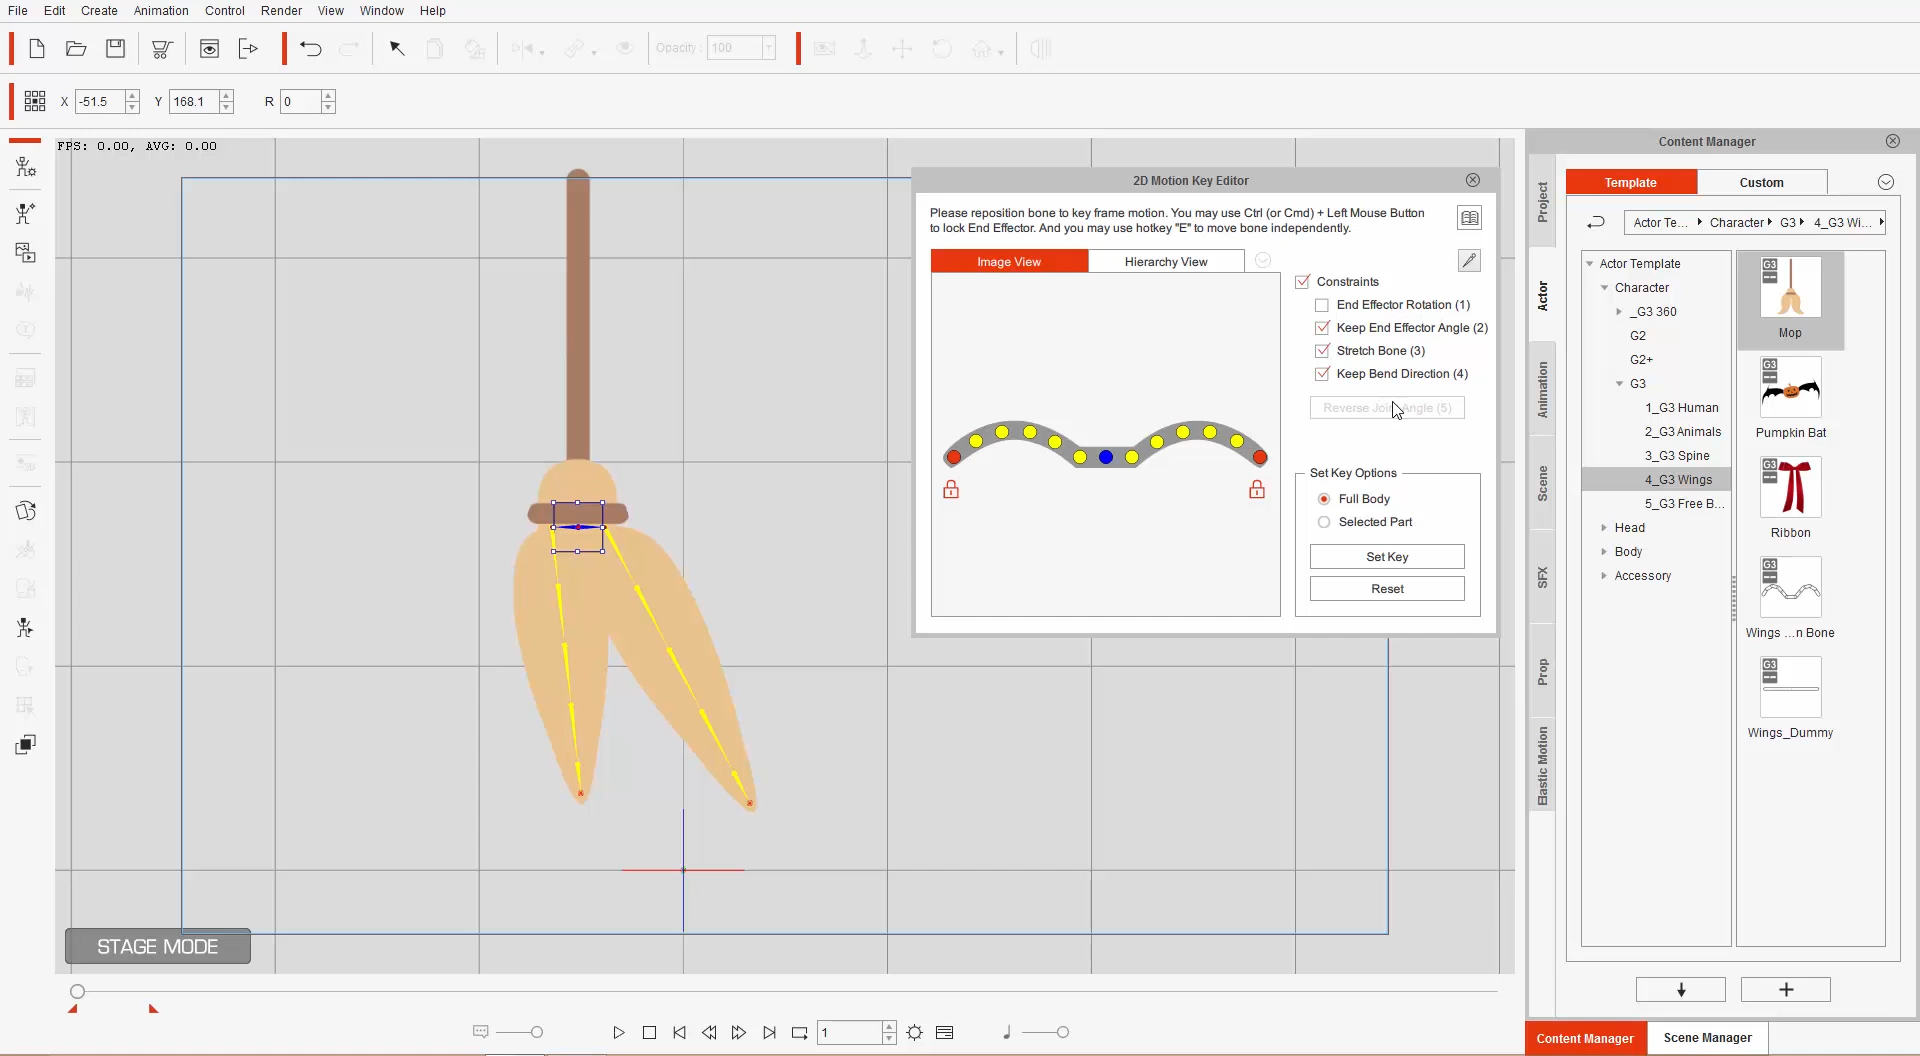 File Edit Create Animation Control Render View Window Help
Opacity : 100
X -51.5 Y 168.1 R 0
FPS: 0.00, AVG: 0.00
2D Motion Key Editor
Please reposition bone to key frame motion. You may use Ctrl (or Cmd) + Left Mouse Button
to lock End Effector. And you may use hotkey "E" to move bone independently.
Image View Hierarchy View
Constraints
End Effector Rotation (1)
Keep End Effector Angle (2)
Stretch Bone (3)
Keep Bend Direction (4)
Set Key Options
Full Body
Selected Part
Set Key
Reset
STAGE MODE
1
Content Manager
Project
Actor
Animation
Scene
SFX
Prop
Elastic Motion
Template Custom
Actor Te... Character G3 4_G3 Wi...
Actor Template
Character
_G3 360
G2
G2+
G3
1_G3 Human
2_G3 Animals
3_G3 Spine
4_G3 Wings
5_G3 Free B...
Head
Body
Accessory
G3
Mop
G3
Pumpkin Bat
G3
Ribbon
G3
Wings ...n Bone
G3
Wings_Dummy
Content Manager Scene Manager